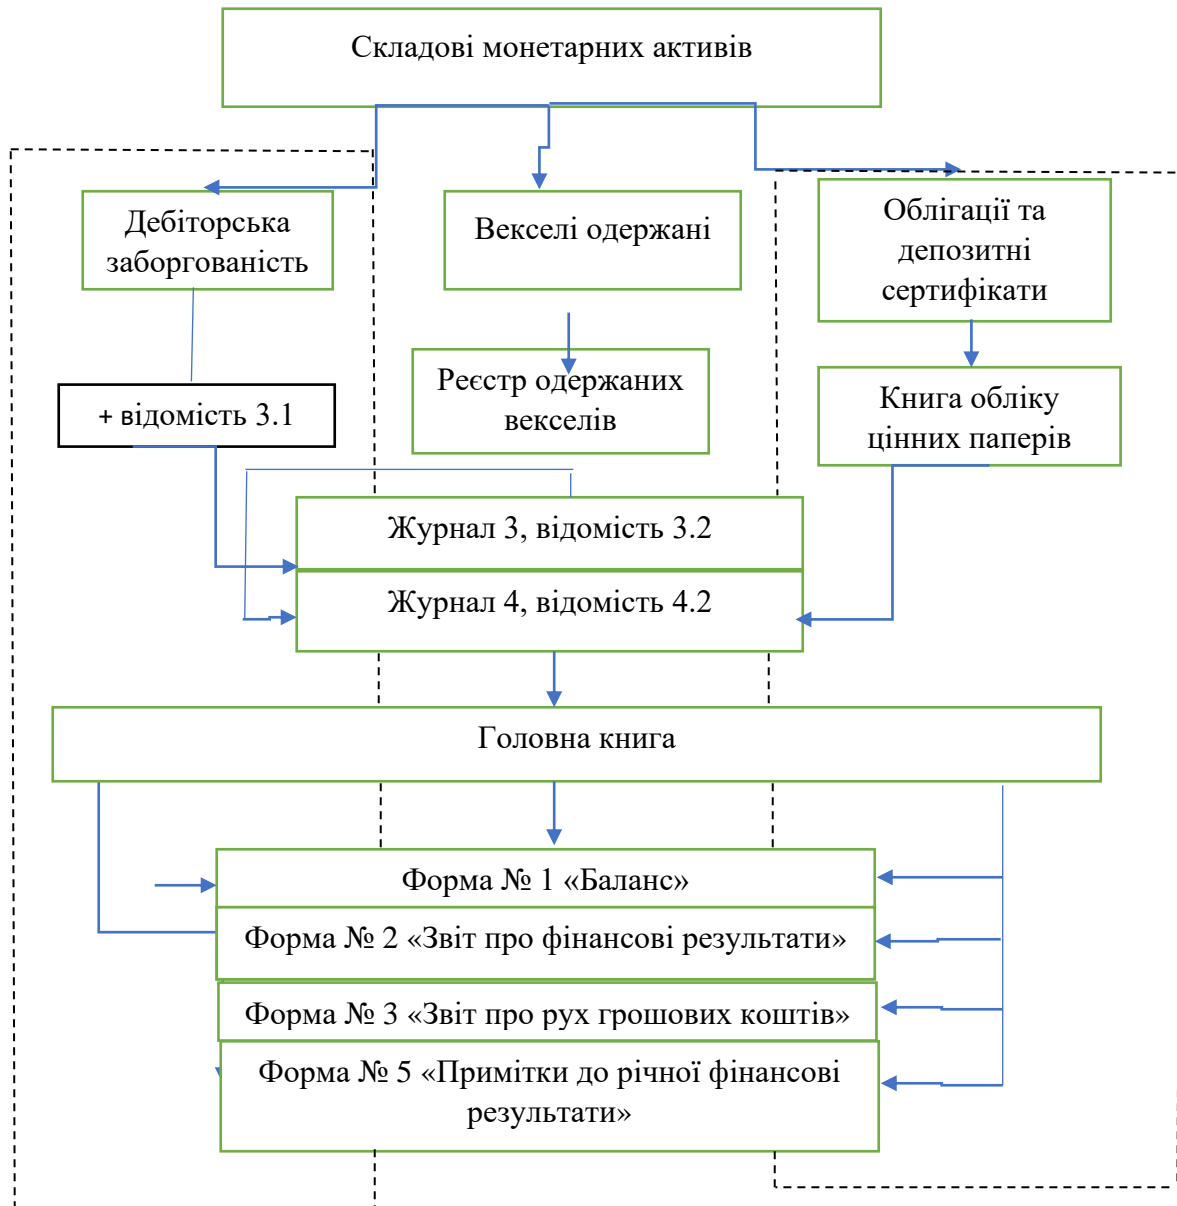 Складові монетарних активів
Дебіторська
заборгованість
Векселі одержані
Облігації та
депозитні
сертифікати
+ відомість 3.1
Реєстр одержаних
векселів
Книга обліку
цінних паперів
Журнал 3, відомість 3.2
Журнал 4, відомість 4.2
Головна книга
Форма № 1 «Баланс»
Форма № 2 «Звіт про фінансові результати»
Форма № 3 «Звіт про рух грошових коштів»
Форма № 5 «Примітки до річної фінансові
результати»